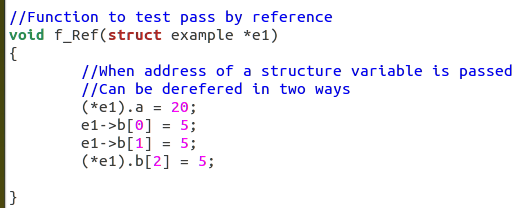 //Function to test pass by reference
void f_Ref(struct example *e1)
{
        //When address of a structure variable is passed
        //Can be derefered in two ways
        (*e1).a = 20;
        e1->b[0] = 5;
        e1->b[1] = 5;
        (*e1).b[2] = 5;

}